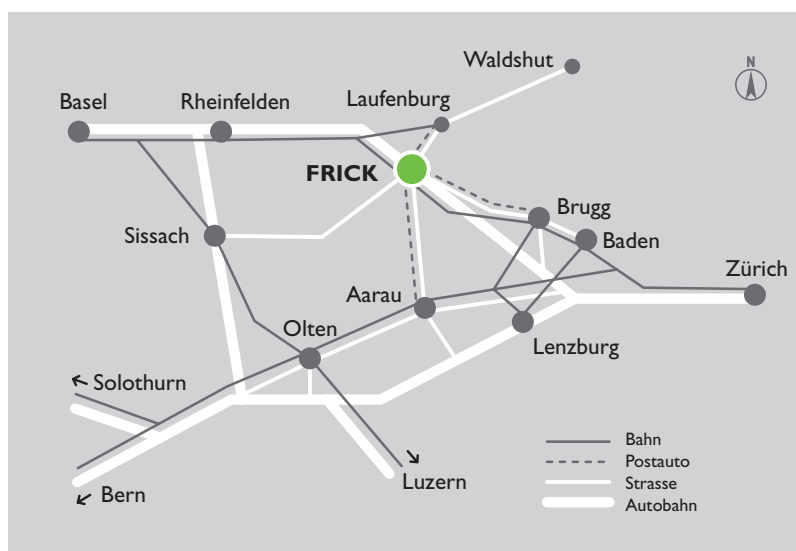 Waldshut
N
Basel
Rheinfelden
Laufenburg
FRICK
Brugg
Sissach
Baden
Zürich
Aarau
Olten
Lenzburg
Solothurn
Luzern
Bern
Bahn
Postauto
Strasse
Autobahn